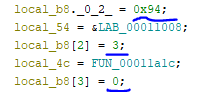 local_b8._0_2_ = 0x94;
local_54 = &LAB_00011008;
local_b8[2] = 3;
local_4c = FUN_00011a1c;
local_b8[3] = 0;